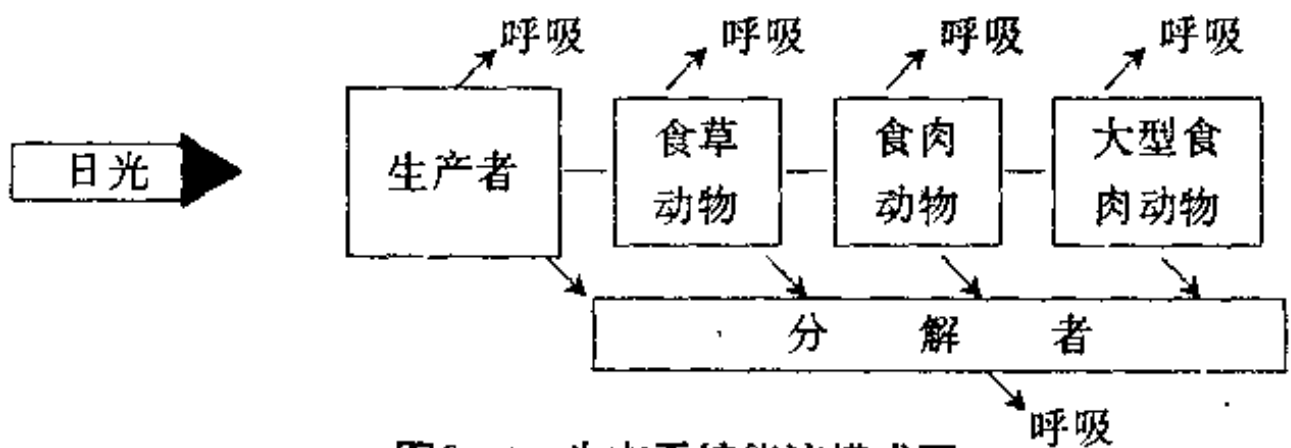 呼吸 呼吸 呼吸 呼吸
日光
生产者
食草
动物
食肉
动物
大型食
肉动物
分解者
呼吸